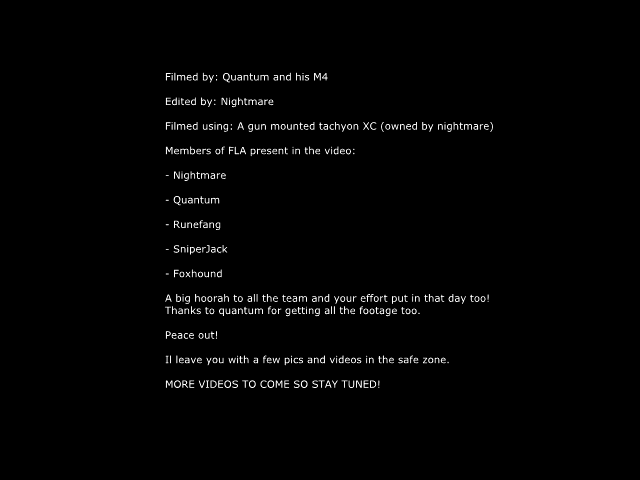 Filmed by: Quantum and his M4
Edited by: Nightmare
Filmed using: A gun mounted tachyon XC (owned by nightmare)
Members of FLA present in the video:
- Nightmare
- Quantum
- Runefang
- SniperJack
- Foxhound
A big hoorah to all the team and your effort put in that day too!
Thanks to quantum for getting all the footage too.
Peace out!
Il leave you with a few pics and videos in the safe zone.
MORE VIDEOS TO COME SO STAY TUNED!